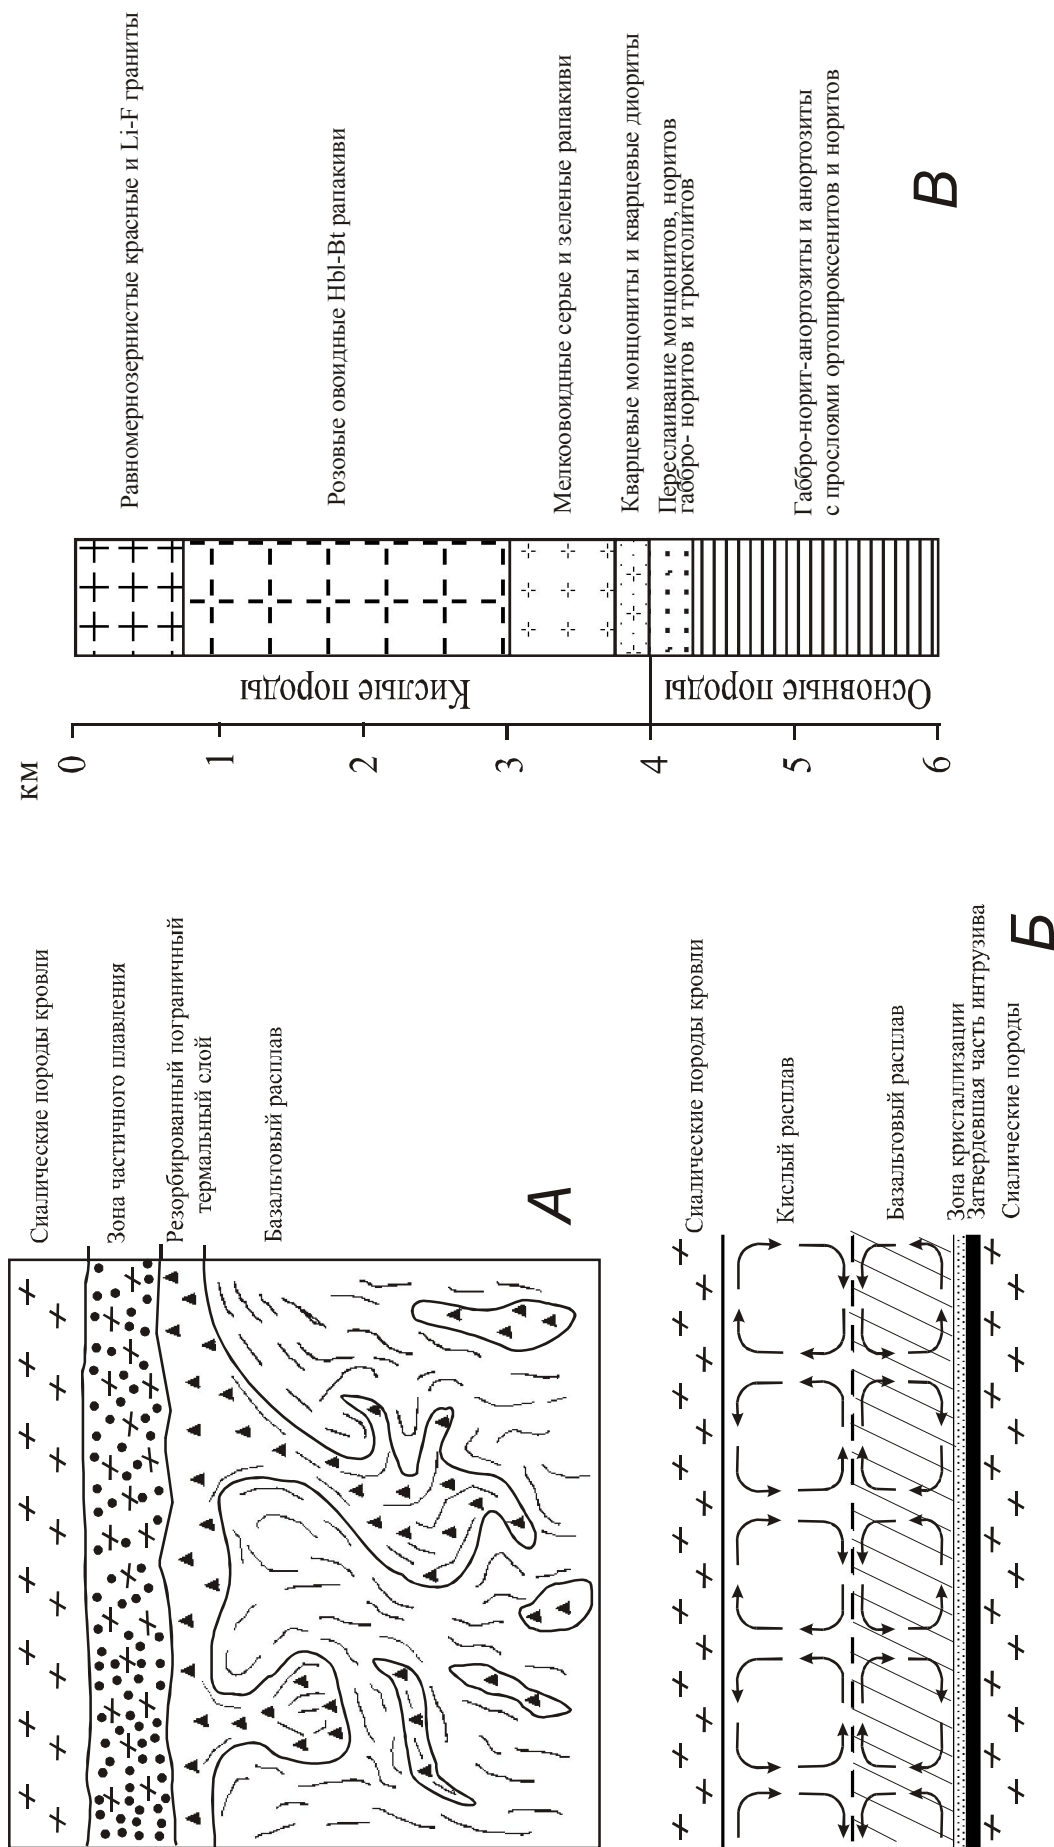 Сиалические породы кровли
Зона частичного плавления
Резорбированный пограничный
термальный слой
Базальтовый расплав
А
Сиалические породы кровли
Кислый расплав
Базальтовый расплав
Зона кристаллизации
Затвердевшая часть интрузива
Сиалические породы
Б
км
0
1
2
3
4
5
6
Кислые породы
Основные породы
Равномернозернистые красные и Li-F граниты
Розовые овоидные Hbl-Bt рапакиви
Мелкоовоидные серые и зеленые рапакиви
Кварцевые монцониты и кварцевые диориты
Переслаивание монцонитов, норитов
габбро- норитов и троктолитов
Габбро-норит-анортозиты и анортозиты
с прослоями ортопироксенитов и норитов
В